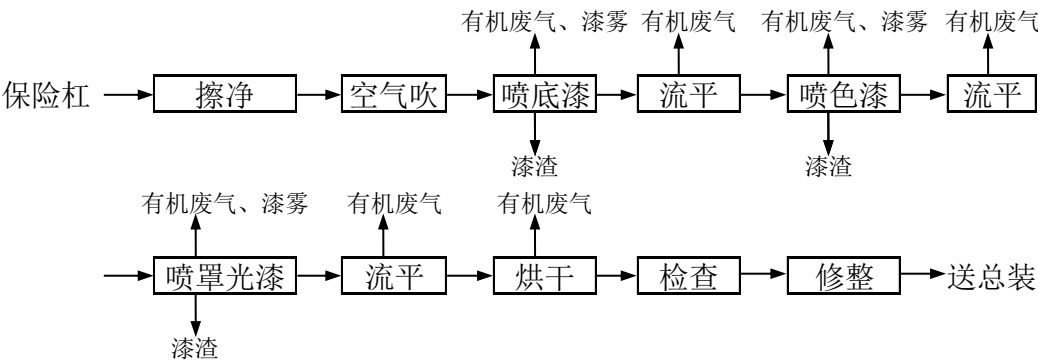 有机废气、漆雾 有机废气 有机废气、漆雾 有机废气
保险杠 擦净 空气吹 喷底漆 流平 喷色漆 流平
漆渣 漆渣
有机废气、漆雾 有机废气 有机废气
喷罩光漆 流平 烘干 检查 修整 送总装
漆渣